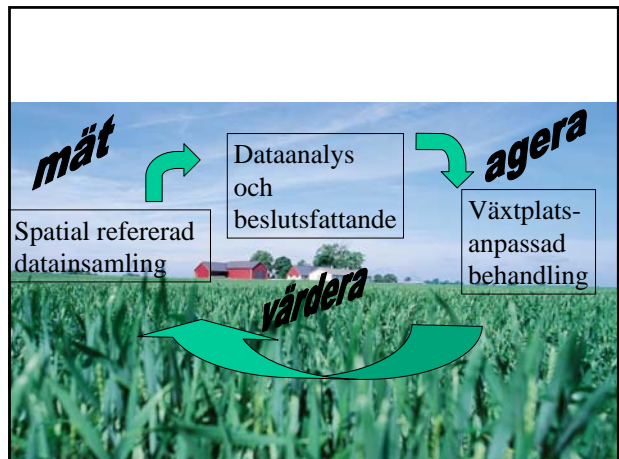 mät
Spatial refererad
datainsamling
Dataanalys
och
beslutsfattande
agera
Växtplats-
anpassad
behandling
värdera